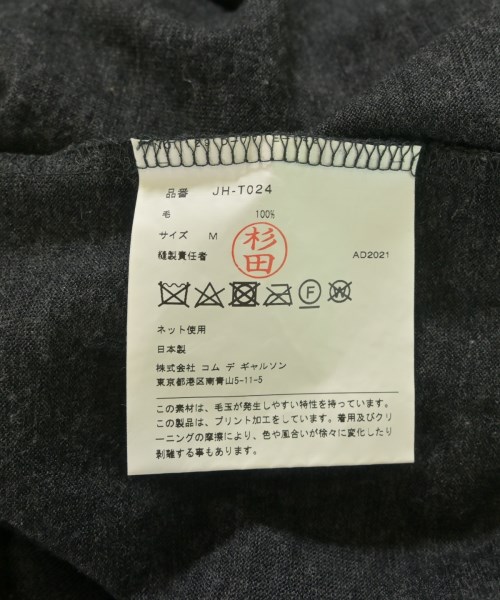 品番 JH-T024
毛 100%
サイズ M
縫製責任者 杉田 AD2021
F W
ネット使用
日本製
株式会社 コム デ ギャルソン
東京都港区南青山5-11-5
この素材は、毛玉が発生しやすい特性を持っています。
この製品は、プリント加工をしています。着用及びクリ
ーニングの摩擦により、色や風合いが徐々に変化したり
剥離する事もあります。